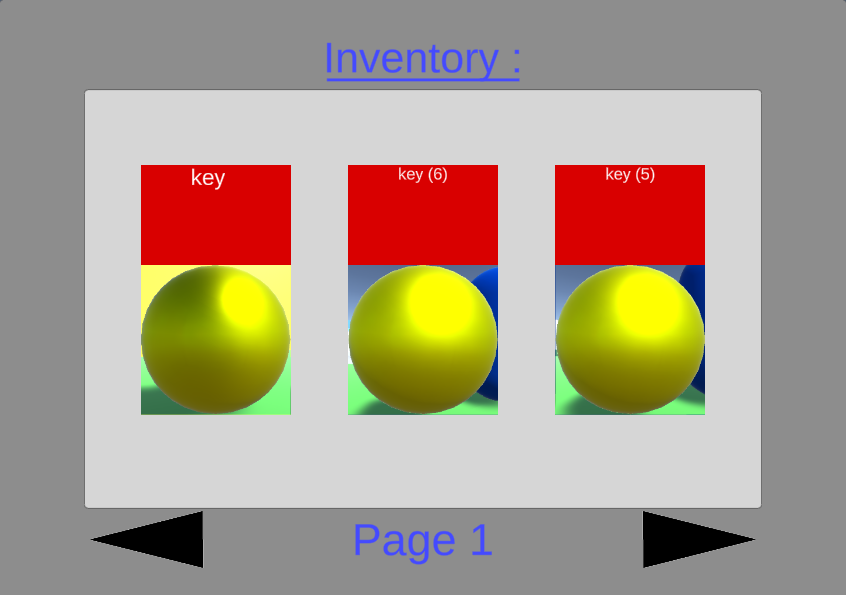 Inventory :
key
key (6)
key (5)
Page 1